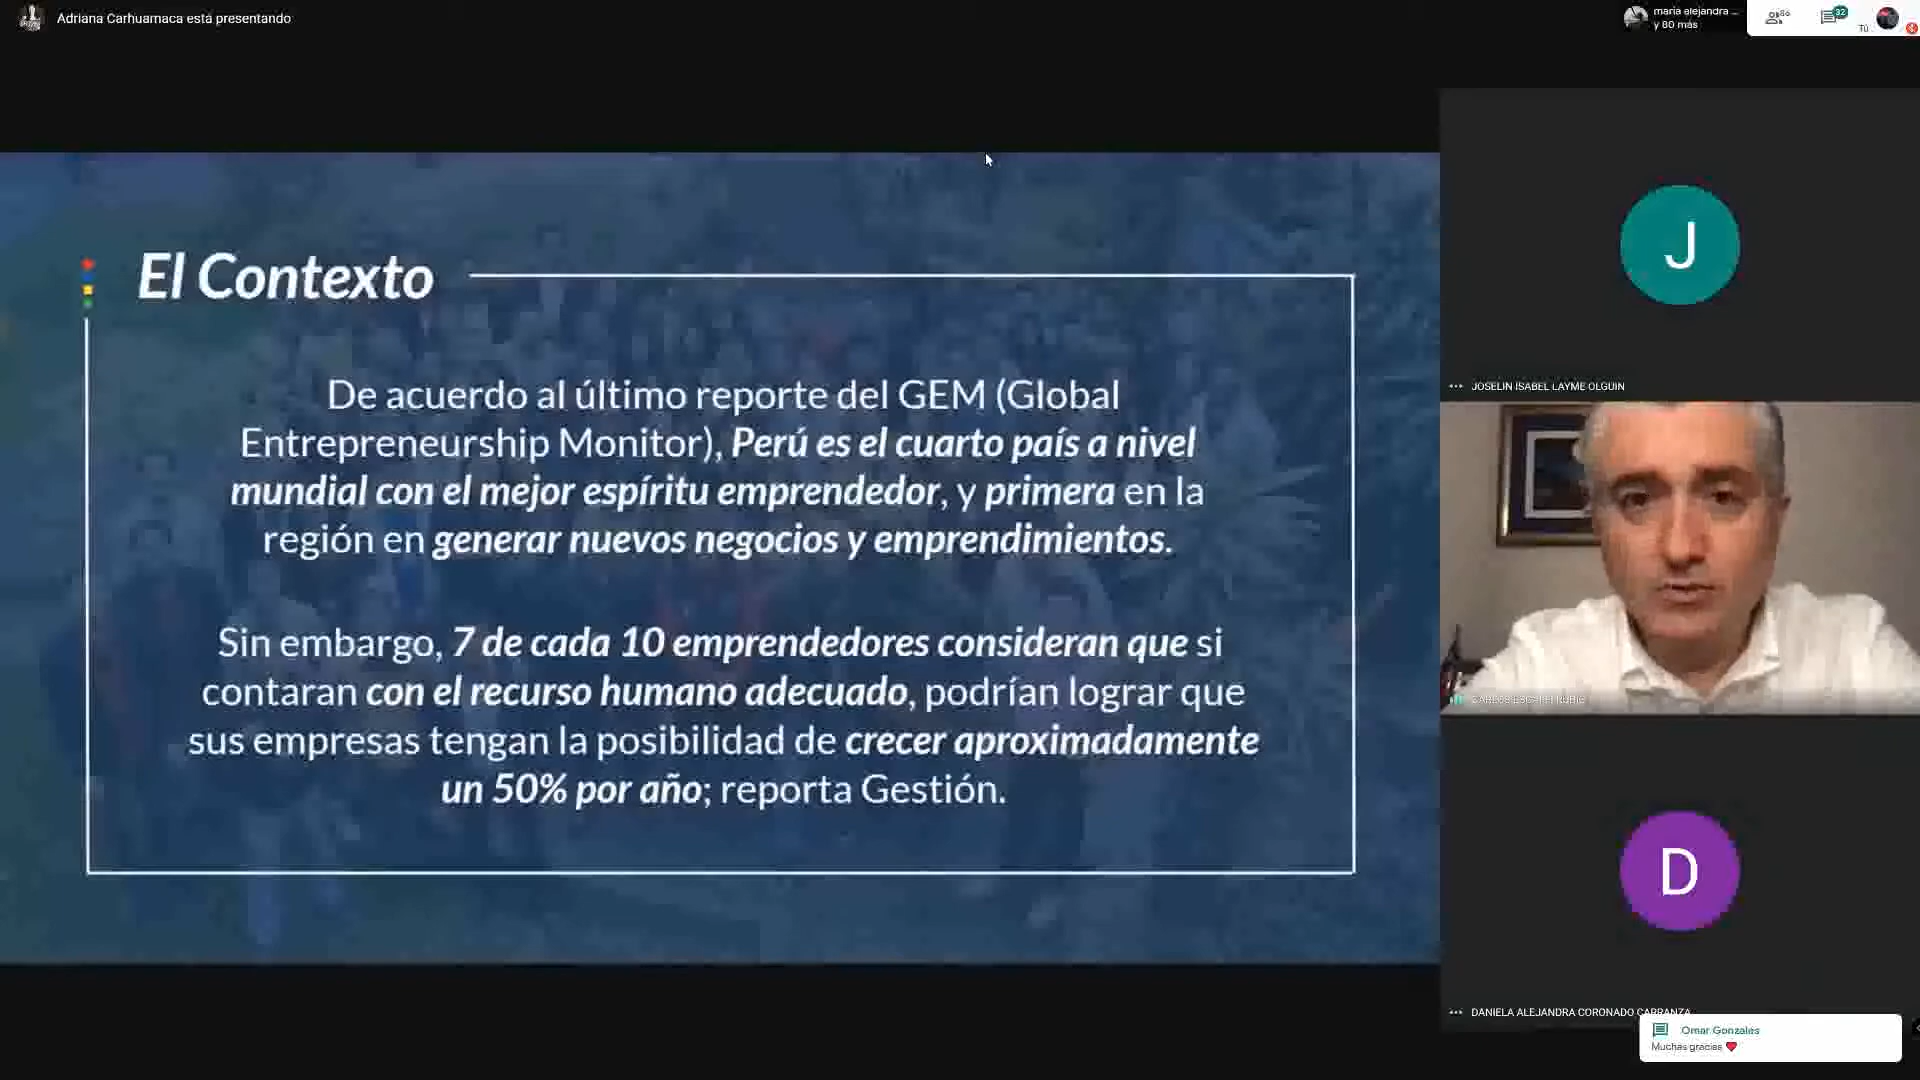 Adriana Carhuamaca está presentando
maria alejandra ...
y 80 más
32
Tú
El Contexto
De acuerdo al último reporte del GEM (Global
Entrepreneurship Monitor), Perú es el cuarto país a nivel
mundial con el mejor espíritu emprendedor, y primera en la
región en generar nuevos negocios y emprendimientos.
Sin embargo, 7 de cada 10 emprendedores consideran que si
contaran con el recurso humano adecuado, podrían lograr que
sus empresas tengan la posibilidad de crecer aproximadamente
un 50% por año; reporta Gestión.
J
JOSELIN ISABEL LAYME OLGUIN
CARLOS
D
DANIELA ALEJANDRA CORONADO CARRANZA
Omar Gonzales
Muchas gracias ❤️